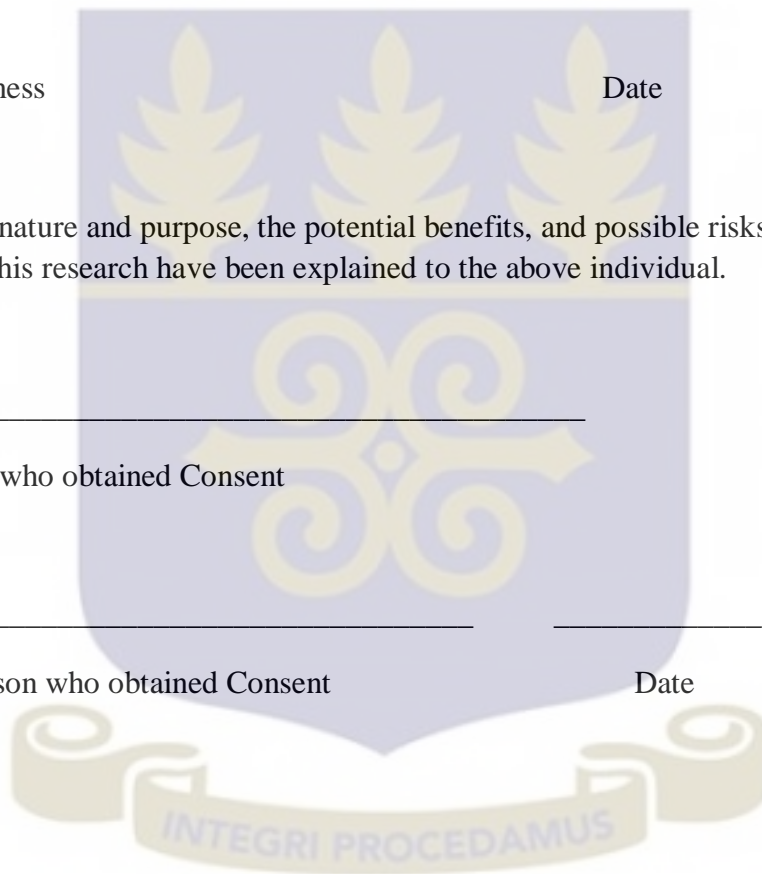 ness Date
nature and purpose, the potential benefits, and possible risks
his research have been explained to the above individual.
who obtained Consent
son who obtained Consent Date
INTEGRI PROCEDAMUS